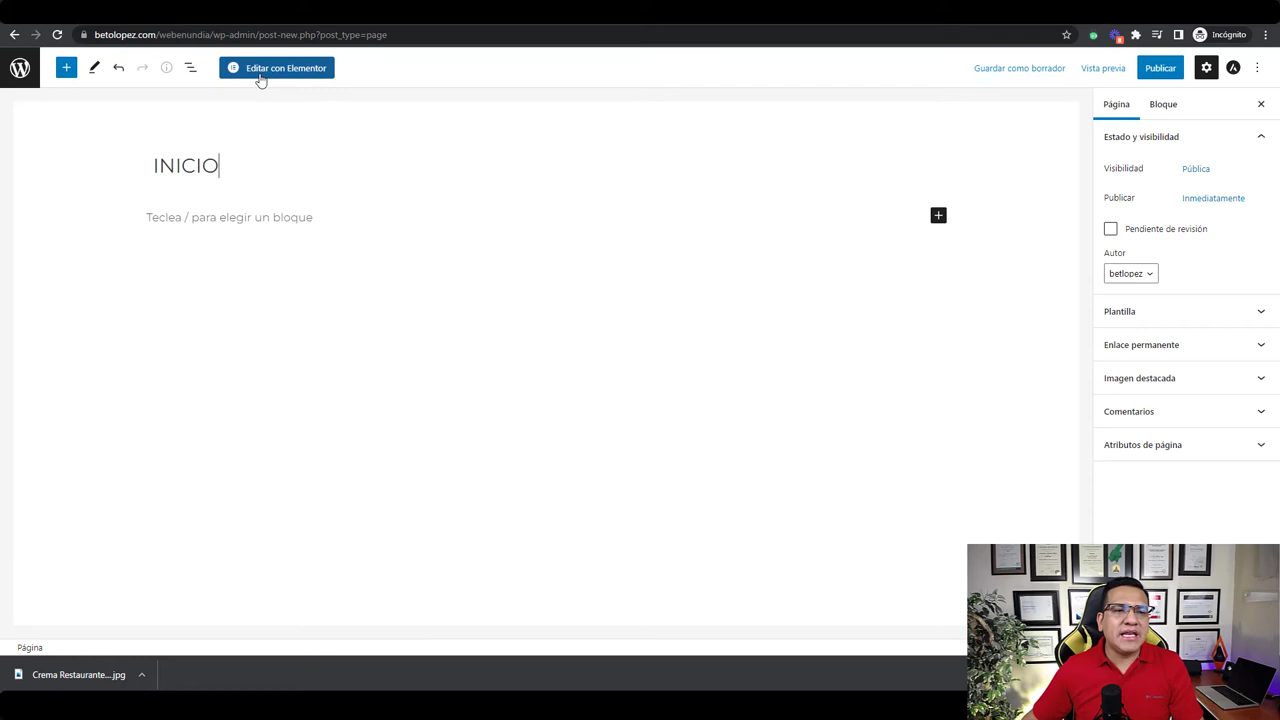 betolopez.com/webenundia/wp-admin/post-new.php?post_type=page
Incógnito
Editar con Elementor
Guardar como borrador
Vista previa
Publicar
INICIO
Teclea / para elegir un bloque
Página
Bloque
Estado y visibilidad
Visibilidad
Pública
Publicar
Inmediatamente
Pendiente de revisión
Autor
betlopez
Plantilla
Enlace permanente
Imagen destacada
Comentarios
Atributos de página
Página
Crema Restaurante....jpg